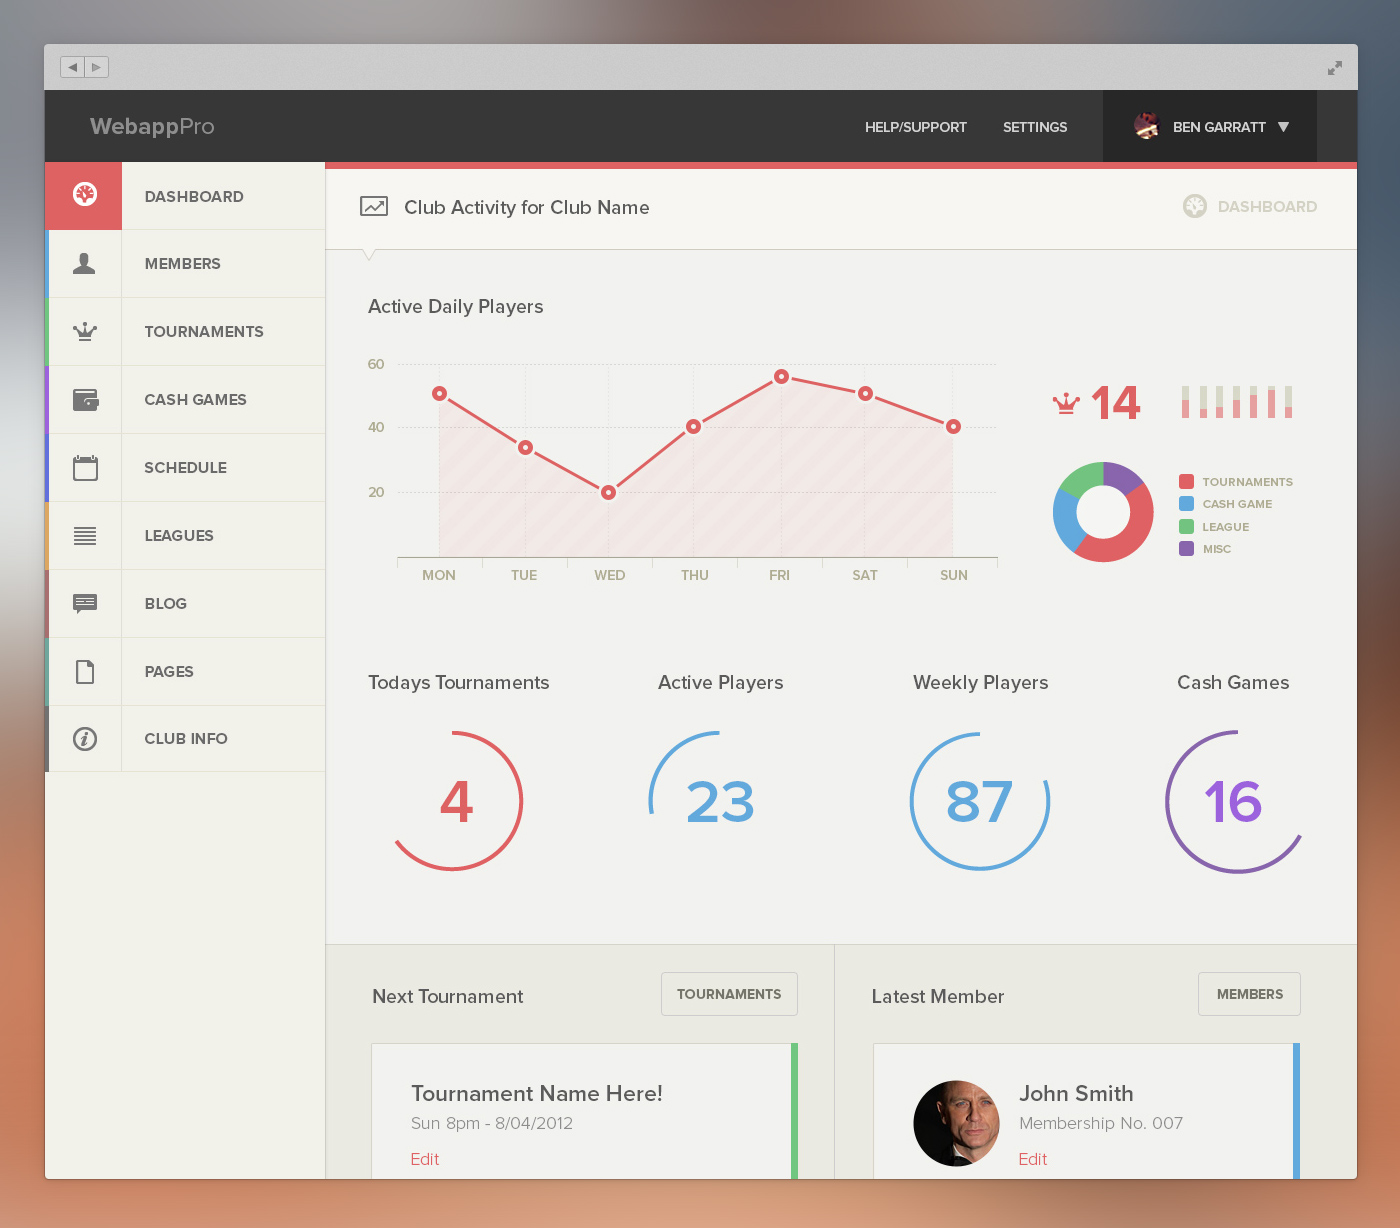 WebappPro
HELP/SUPPORT
SETTINGS
BEN GARRATT
DASHBOARD
MEMBERS
TOURNAMENTS
CASH GAMES
SCHEDULE
LEAGUES
BLOG
PAGES
CLUB INFO
Club Activity for Club Name
DASHBOARD
Active Daily Players
60
40
20
MON TUE WED THU FRI SAT SUN
14
TOURNAMENTS
CASH GAME
LEAGUE
MISC
Todays Tournaments
4
Active Players
23
Weekly Players
87
Cash Games
16
Next Tournament
TOURNAMENTS
Tournament Name Here!
Sun 8pm - 8/04/2012
Edit
Latest Member
MEMBERS
John Smith
Membership No. 007
Edit